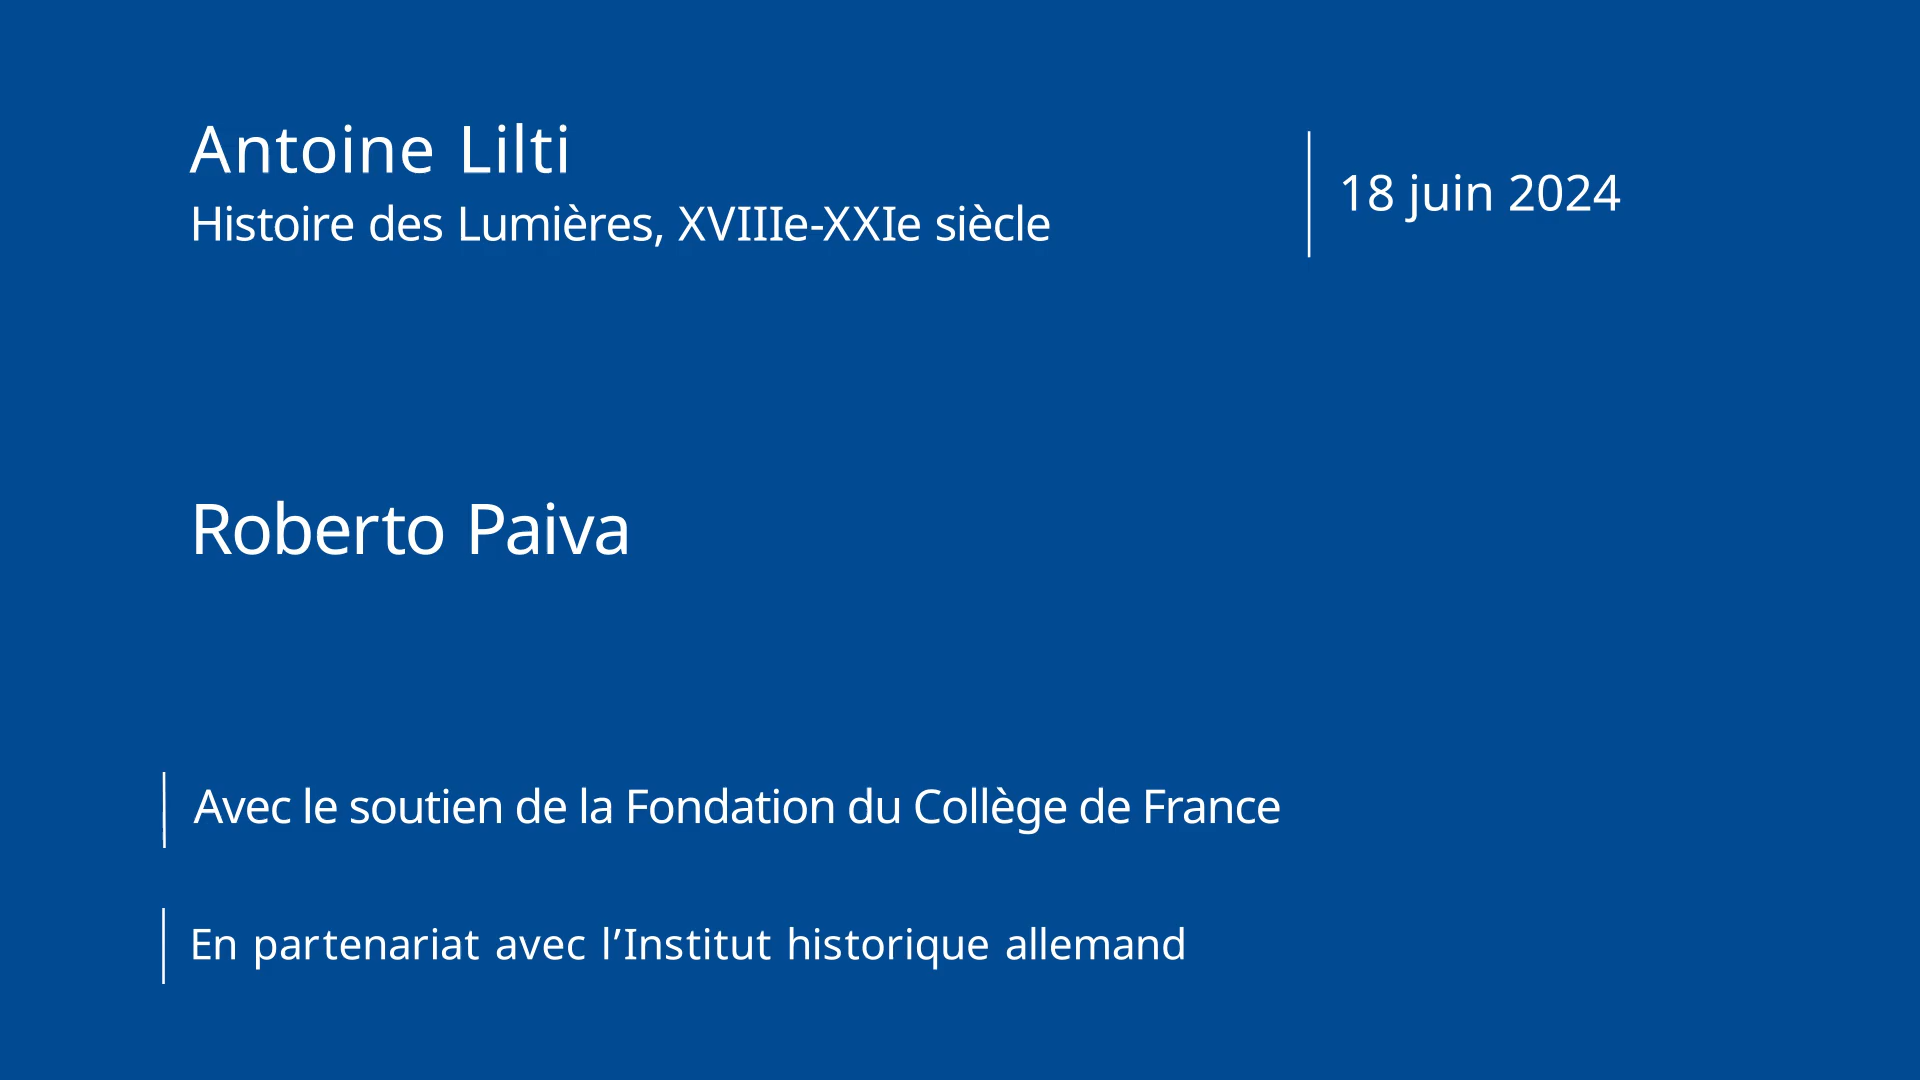 Antoine Lilti
Histoire des Lumières, XVIIIe-XXIe siècle
18 juin 2024
Roberto Paiva
Avec le soutien de la Fondation du Collège de France
En partenariat avec l’Institut historique allemand